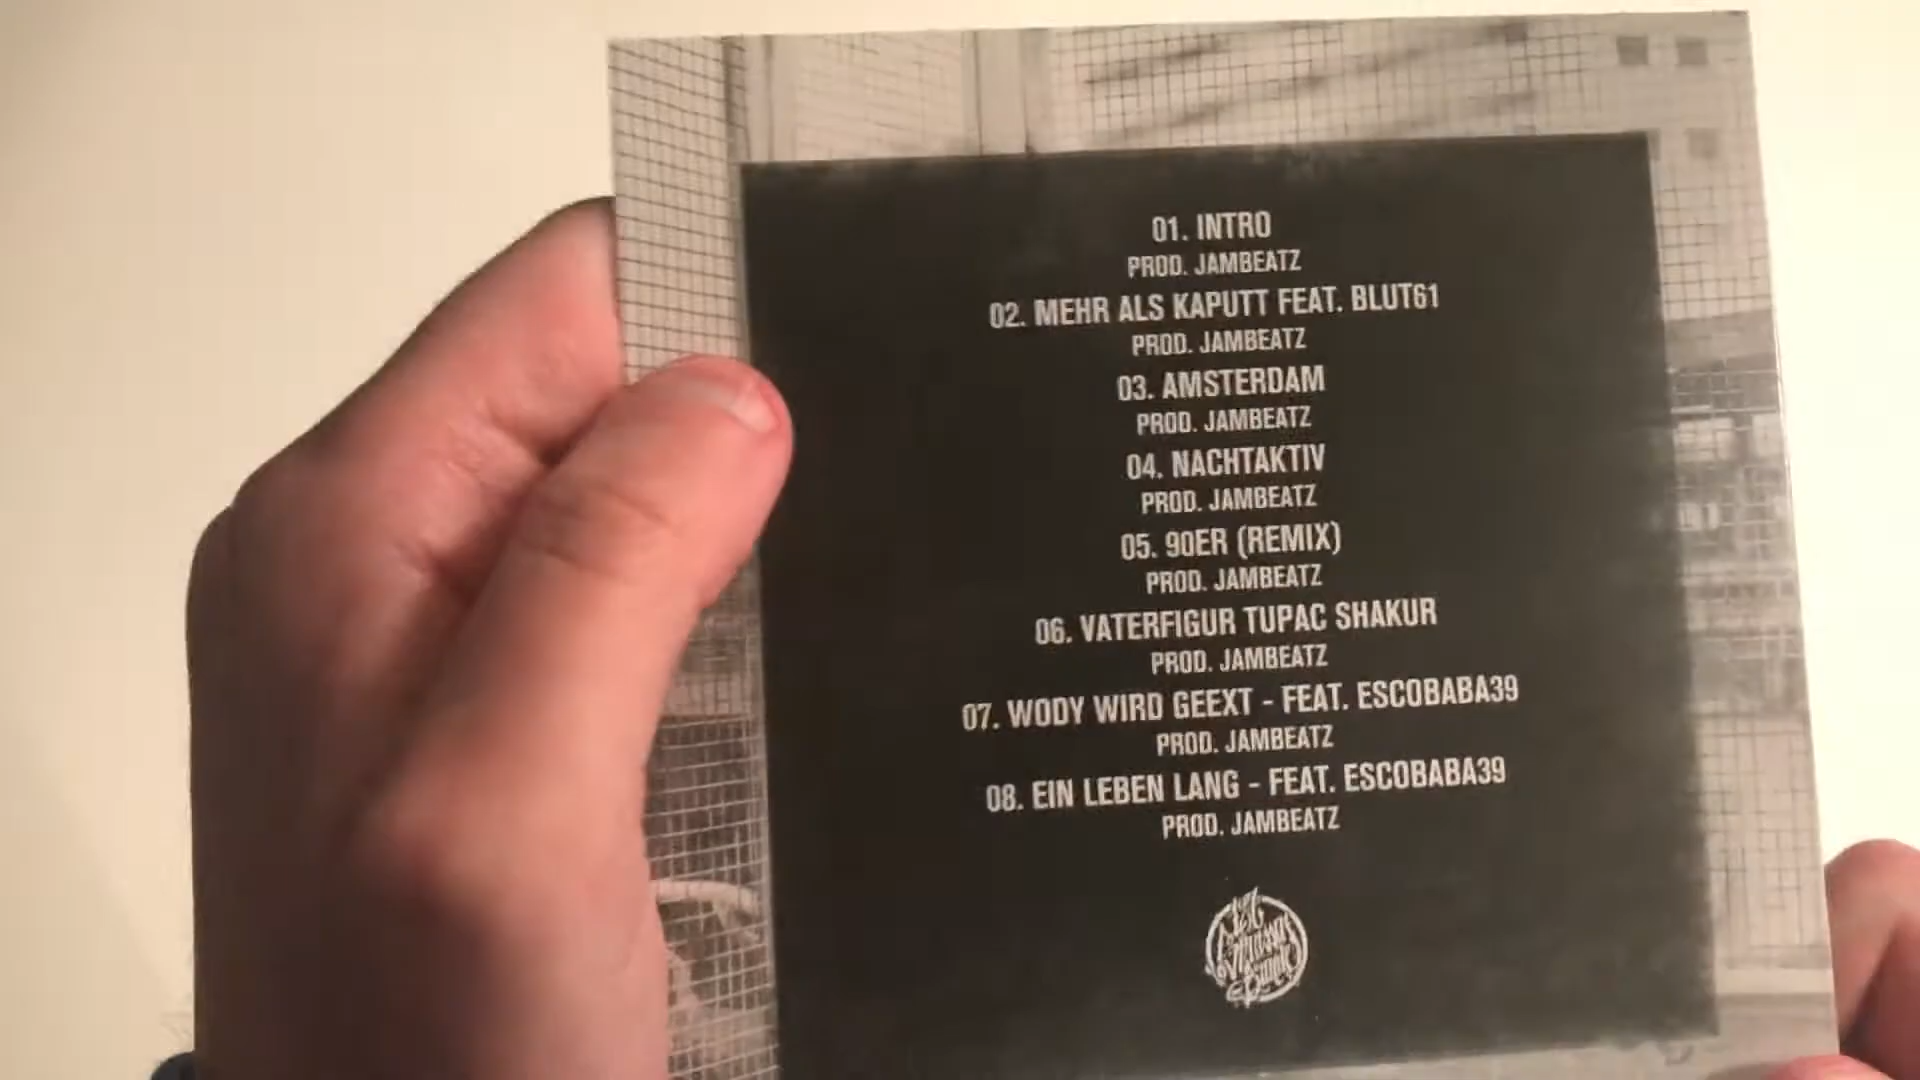 01. INTRO
PROD. JAMBEATZ
02. MEHR ALS KAPUTT FEAT. BLUT61
PROD. JAMBEATZ
03. AMSTERDAM
PROD. JAMBEATZ
04. NACHTAKTIV
PROD. JAMBEATZ
05. 90ER (REMIX)
PROD. JAMBEATZ
06. VATERFIGUR TUPAC SHAKUR
PROD. JAMBEATZ
07. WODY WIRD GEEXT - FEAT. ESCOBABA39
PROD. JAMBEATZ
08. EIN LEBEN LANG - FEAT. ESCOBABA39
PROD. JAMBEATZ